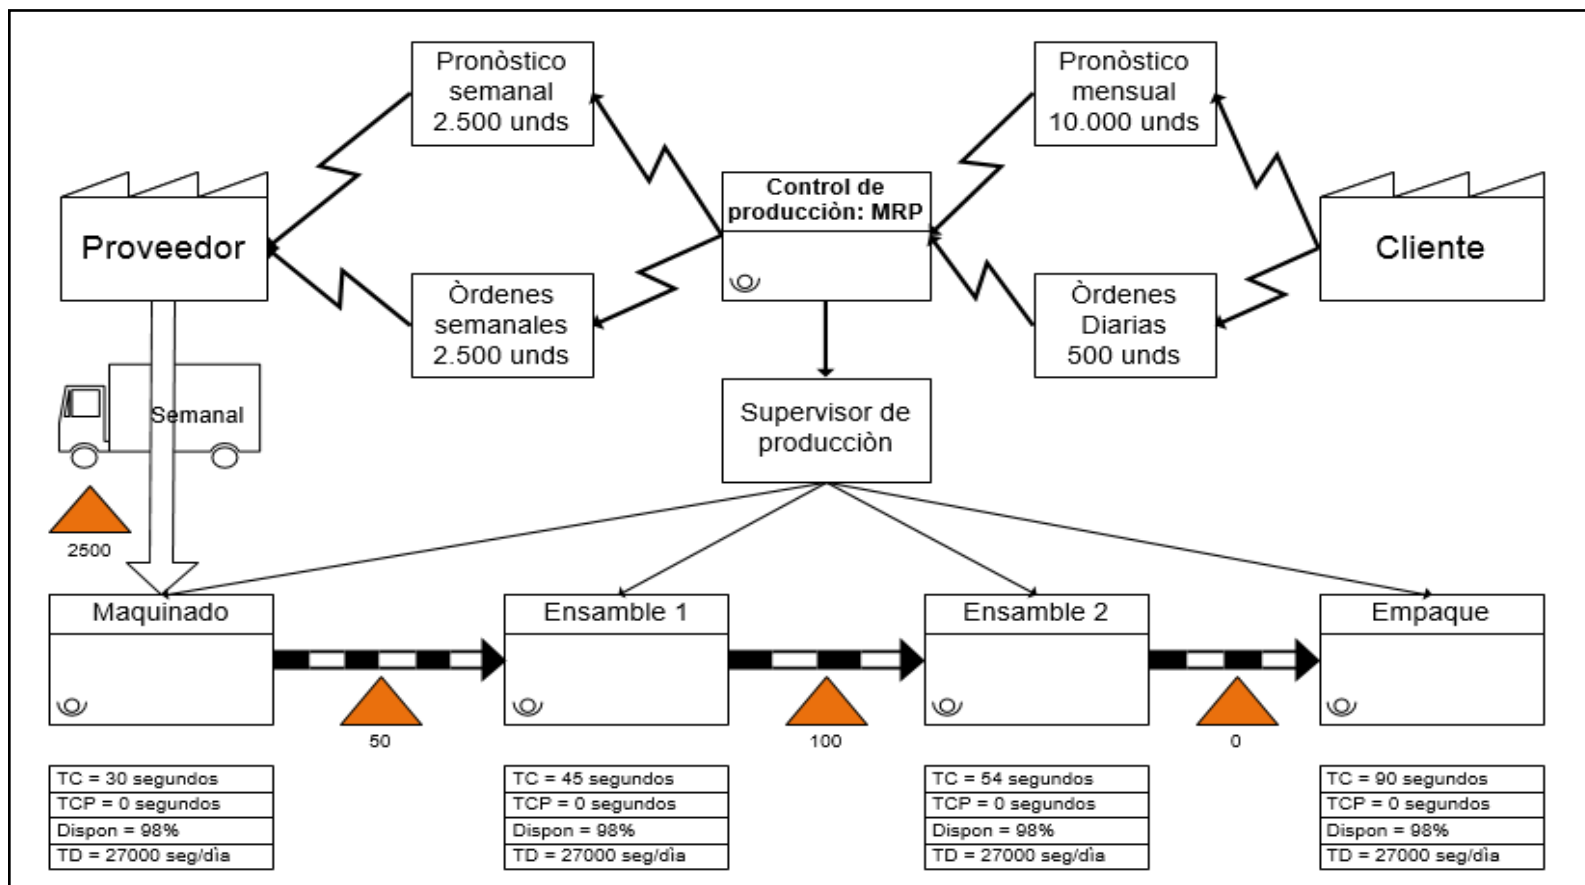 Pronòstico
semanal
2.500 unds
Pronòstico
mensual
10.000 unds
Control de
producciòn: MRP
Proveedor
Cliente
Òrdenes
semanales
2.500 unds
Òrdenes
Diarias
500 unds
Semanal
Supervisor de
producciòn
2500
Maquinado
Ensamble 1
Ensamble 2
Empaque
50
100
0
TC = 30 segundos
TCP = 0 segundos
Dispon = 98%
TD = 27000 seg/dìa
TC = 45 segundos
TCP = 0 segundos
Dispon = 98%
TD = 27000 seg/dìa
TC = 54 segundos
TCP = 0 segundos
Dispon = 98%
TD = 27000 seg/dìa
TC = 90 segundos
TCP = 0 segundos
Dispon = 98%
TD = 27000 seg/dìa